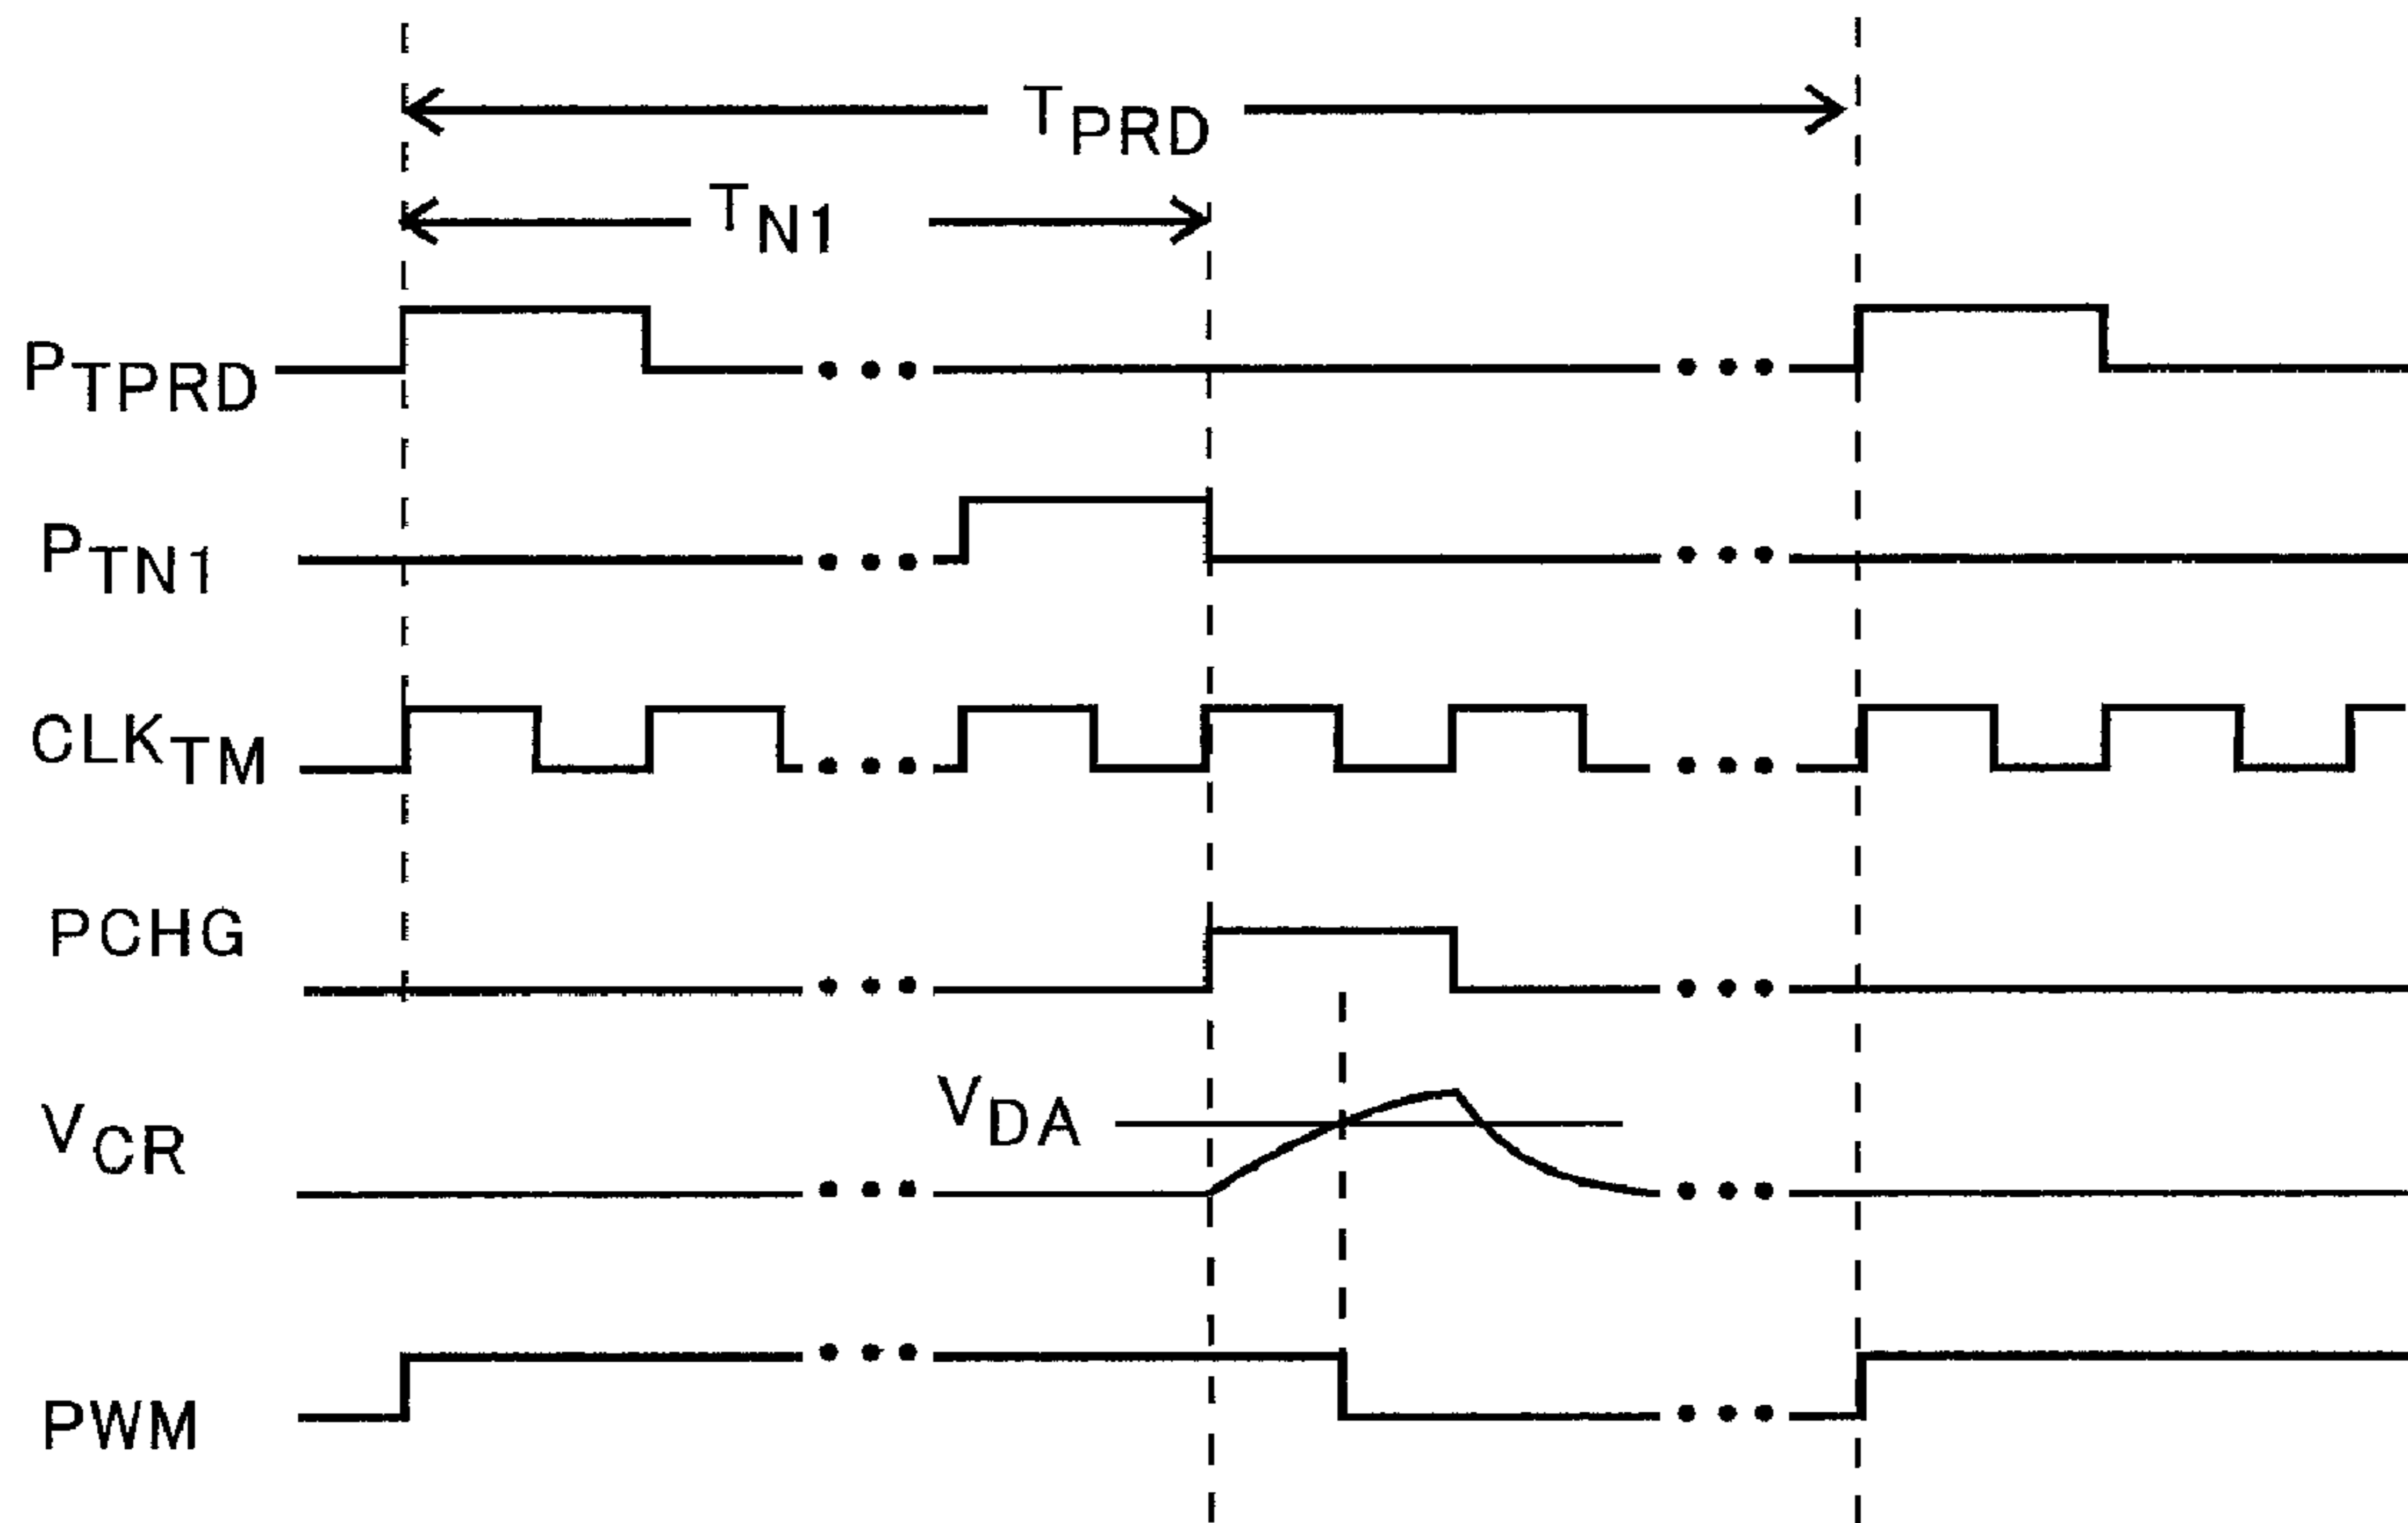 TPRD
TN1
PTPRD
PTN1
CLKTM
PCHG
VDA
VCR
PWM